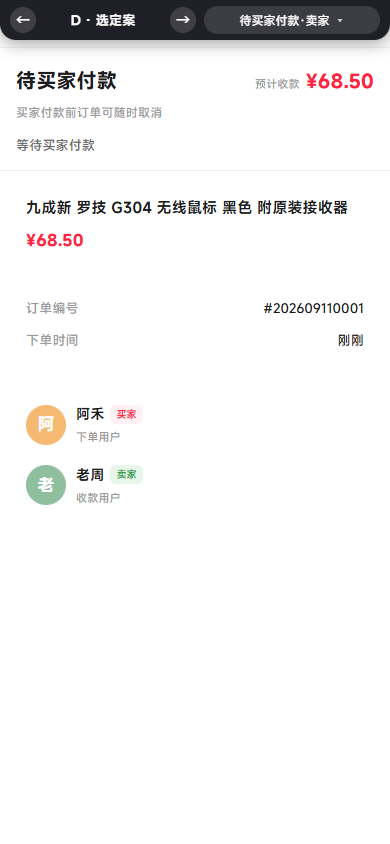 ← D · 选定案 → 待买家付款·卖家
待买家付款 预计收款 ¥68.50
买家付款前订单可随时取消
等待买家付款
九成新 罗技 G304 无线鼠标 黑色 附原装接收器
¥68.50
订单编号 #202609110001
下单时间 刚刚
阿 阿禾 买家
下单用户
老 老周 卖家
收款用户